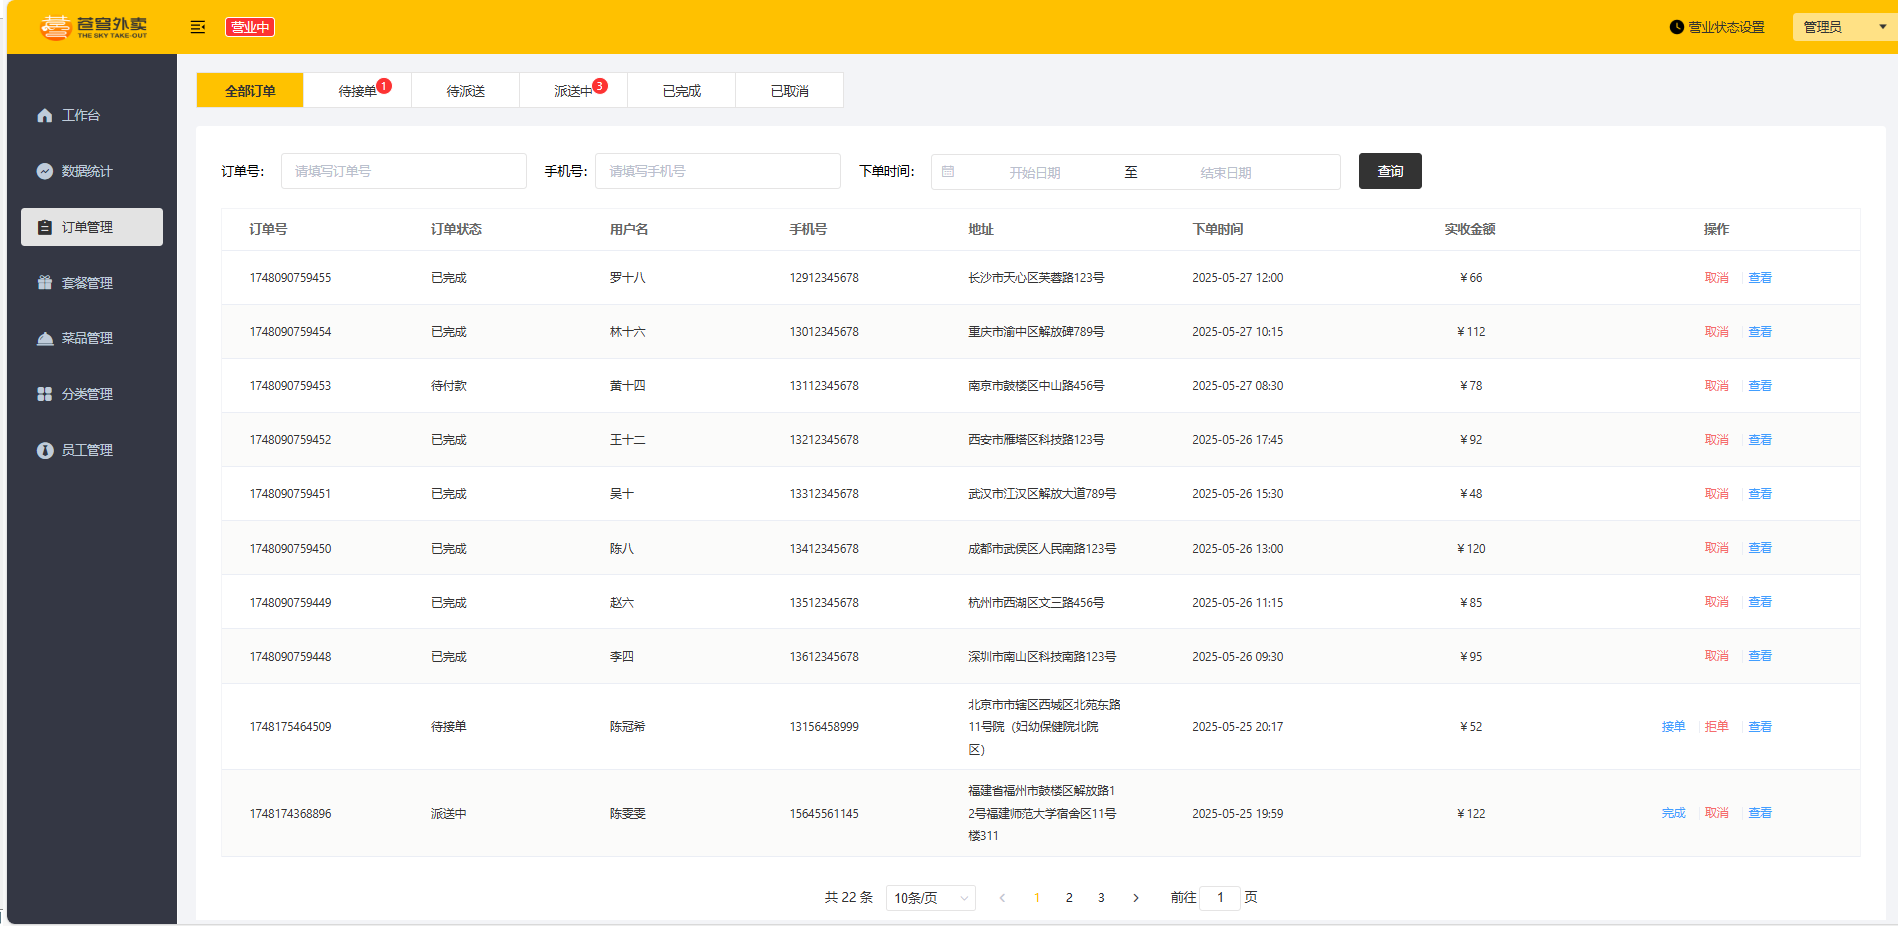 苍穹外卖
THE SKY TAKE-OUT
营业中
营业状态设置
管理员
工作台
数据统计
订单管理
套餐管理
菜品管理
分类管理
员工管理
全部订单
待接单 1
待派送
派送中 3
已完成
已取消
订单号: 请填写订单号 手机号: 请填写手机号 下单时间: 开始日期 至 结束日期 查询
订单号 订单状态 用户名 手机号 地址 下单时间 实收金额 操作
1748090759455 已完成 罗十八 12912345678 长沙市天心区芙蓉路123号 2025-05-27 12:00 ￥66 取消 查看
1748090759454 已完成 林十六 13012345678 重庆市渝中区解放碑789号 2025-05-27 10:15 ￥112 取消 查看
1748090759453 待付款 黄十四 13112345678 南京市鼓楼区中山路456号 2025-05-27 08:30 ￥78 取消 查看
1748090759452 已完成 王十二 13212345678 西安市雁塔区科技路123号 2025-05-26 17:45 ￥92 取消 查看
1748090759451 已完成 吴十 13312345678 武汉市江汉区解放大道789号 2025-05-26 15:30 ￥48 取消 查看
1748090759450 已完成 陈八 13412345678 成都市武侯区人民南路123号 2025-05-26 13:00 ￥120 取消 查看
1748090759449 已完成 赵六 13512345678 杭州市西湖区文三路456号 2025-05-26 11:15 ￥85 取消 查看
1748090759448 已完成 李四 13612345678 深圳市南山区科技南路123号 2025-05-26 09:30 ￥95 取消 查看
北京市市辖区西城区北苑东路
1748175464509 待接单 陈冠希 13156458999 11号院（妇幼保健院北院 2025-05-25 20:17 ￥52 接单 拒单 查看
区）
福建省福州市鼓楼区解放路1
1748174368896 派送中 陈雯雯 15645561145 2号福建师范大学宿舍区11号 2025-05-25 19:59 ￥122 完成 取消 查看
楼311
共 22 条 10条/页 1 2 3 前往 1 页